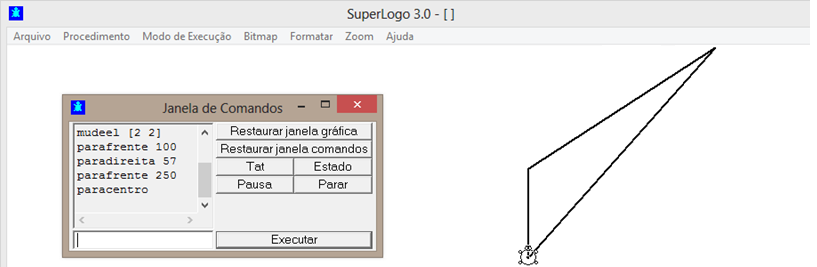 SuperLogo 3.0 - [ ]
Arquivo Procedimento Modo de Execução Bitmap Formatar Zoom Ajuda
Janela de Comandos
mudeel [2 2]
parafrente 100
paradireita 57
parafrente 250
paracentro
Restaurar janela gráfica
Restaurar janela comandos
Tat Estado
Pausa Parar
Executar